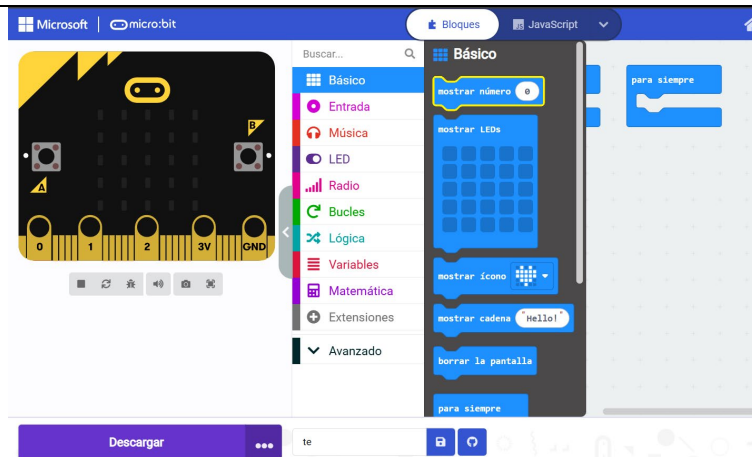 Microsoft
micro:bit
Bloques
JavaScript
Buscar...
Básico
Entrada
Música
LED
Radio
Bucles
Lógica
Variables
Matemática
Extensiones
Avanzado
Básico
mostrar número 0
mostrar LEDs
mostrar ícono
mostrar cadena "Hello!"
borrar la pantalla
para siempre
para siempre
B
A
0 1 2 3V GND
Descargar
te